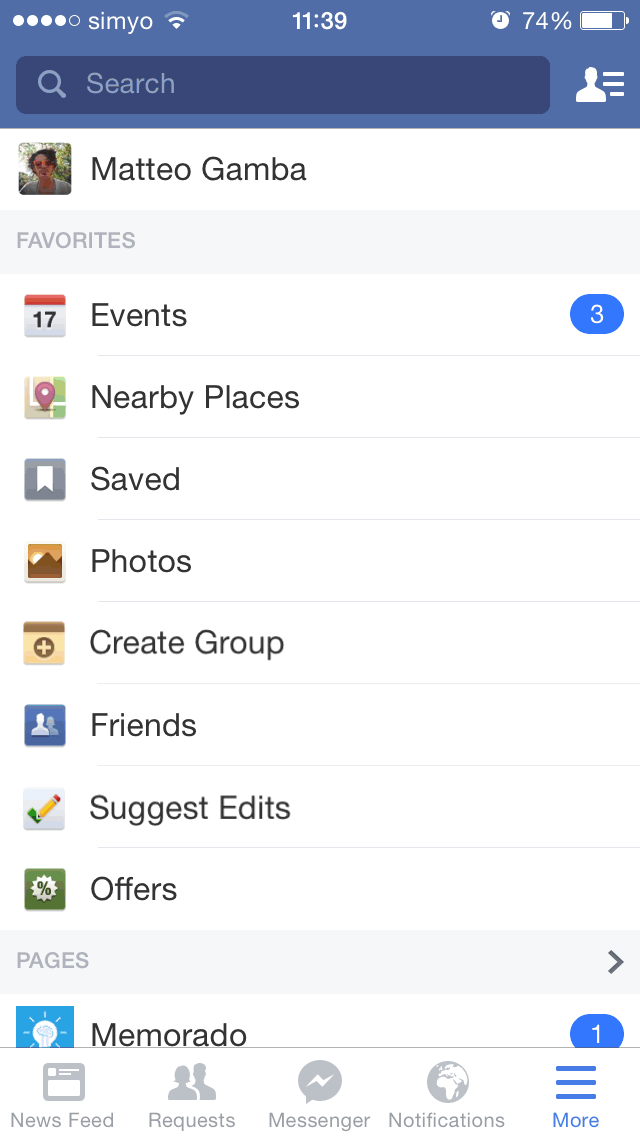 simyo 11:39 74%
Search
Matteo Gamba
FAVORITES
17 Events 3
Nearby Places
Saved
Photos
Create Group
Friends
Suggest Edits
% Offers
PAGES
Memorado 1
News Feed Requests Messenger Notifications More